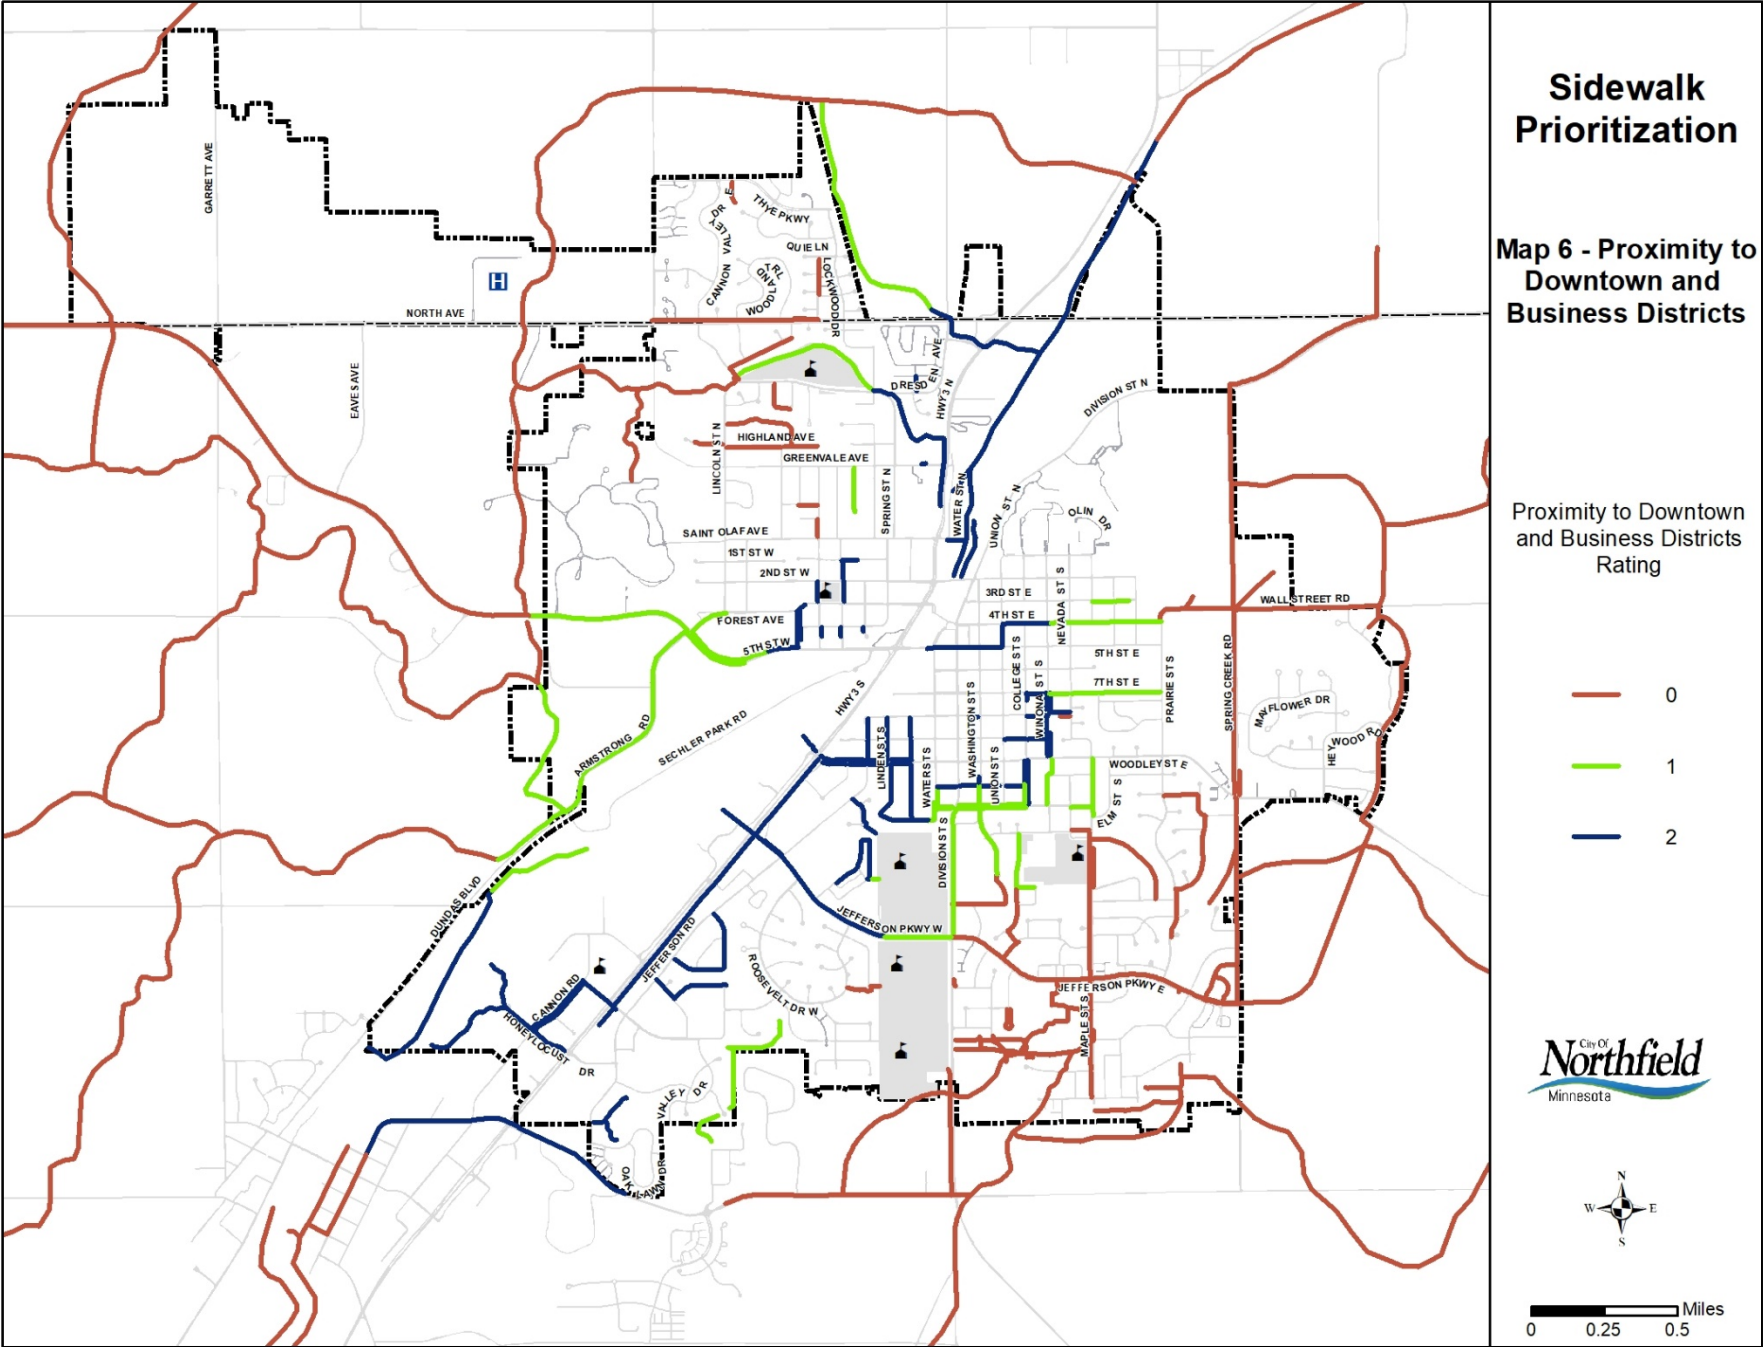 Sidewalk
Prioritization
Map 6 - Proximity to
Downtown and
Business Districts
Proximity to Downtown
and Business Districts
Rating
0
1
2
City Of
Northfield
Minnesota
N
W
E
S
Miles
0
0.25
0.5
GARRETT AVE
THYE PKWY
CANNON VALLEY DR E
QUIE LN
LOCKWOOD DR
WOODLAND TRL
H
NORTH AVE
EAVES AVE
DRESDEN AVE
HWY 3 N
DIVISION ST N
LINCOLN ST N
HIGHLAND AVE
GREENVALE AVE
SPRING ST N
WATER ST N
UNION ST N
OLIN DR
SAINT OLAF AVE
1ST ST W
2ND ST W
3RD ST E
NEVADA ST S
WALL STREET RD
FOREST AVE
4TH ST E
5TH ST W
5TH ST E
COLLEGE ST S
WINONA ST S
7TH ST E
PRAIRIE ST S
SPRING CREEK RD
MAYFLOWER DR
HEYWOOD RD
HWY 3 S
ARMSTRONG RD
SECHLER PARK RD
LINDEN ST S
WATER ST S
WASHINGTON ST S
UNION ST S
WOODLEY ST E
ELM ST S
DIVISION ST S
DUNDAS BLVD
JEFFERSON PKWY W
JEFFERSON RD
CANNON RD
ROOSEVELT DR W
JEFFERSON PKWY E
HONEYLOCUST DR
MAPLE ST S
VALLEY DR
OAK LAWN DR